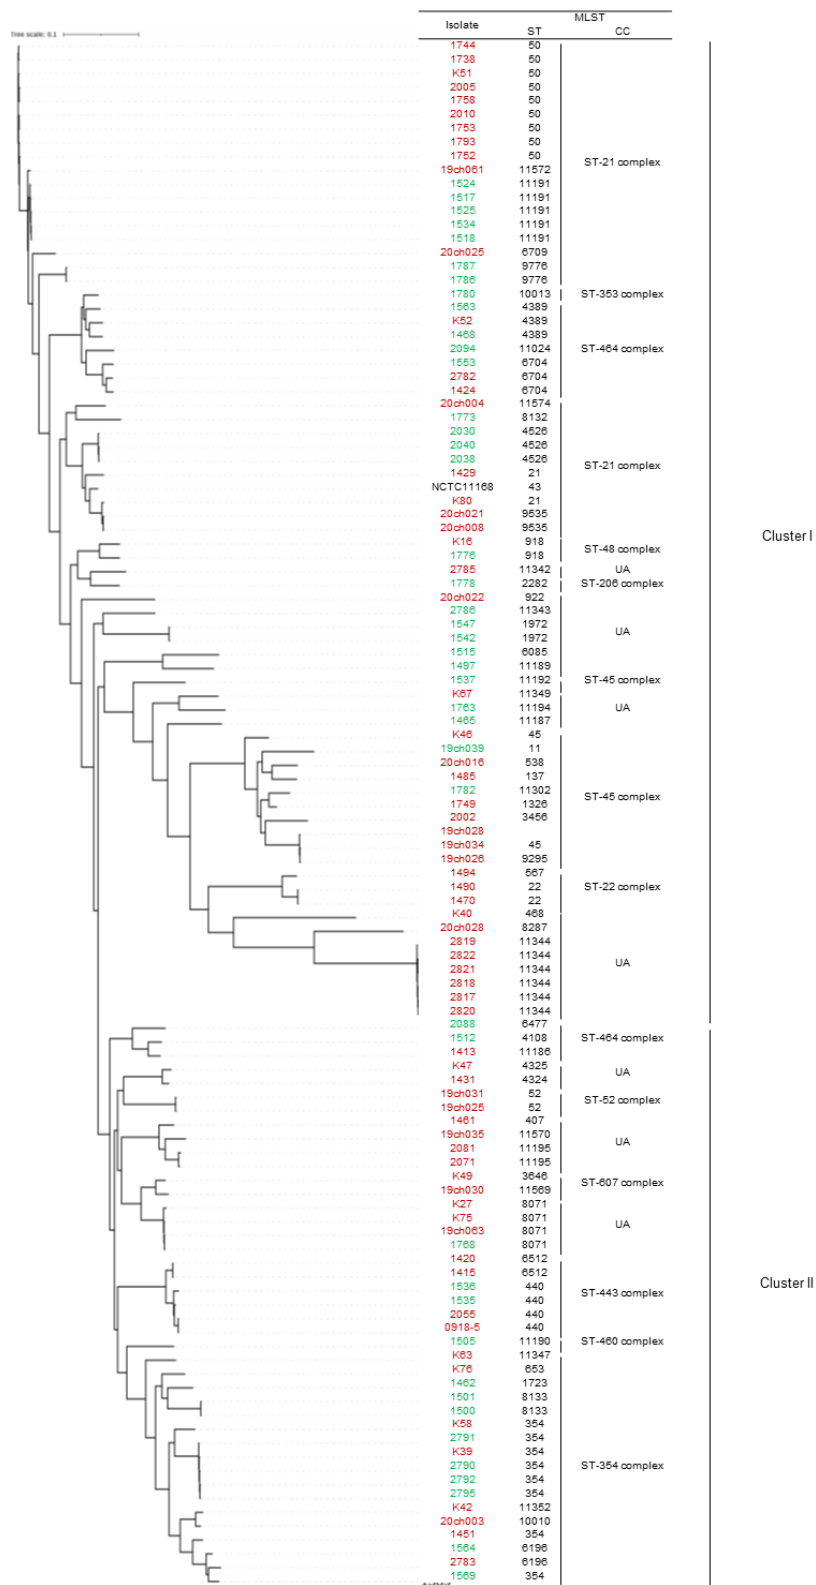 MLST
Isolate ST CC
Tree scale: 0.1
1744 50
1738 50
K51 50
2005 50
1758 50
2010 50
1753 50
1793 50
1752 50
ST-21 complex
19ch061 11572
1524 11191
1517 11191
1525 11191
1534 11191
1518 11191
20ch025 6709
1787 9776
1786 9776
1780 10013 ST-353 complex
1563 4389
K52 4389
1468 4389
2094 11024 ST-464 complex
1553 6704
2782 6704
1424 6704
20ch004 11574
1773 8132
2030 4526
2040 4526
2038 4526
ST-21 complex
1429 21
NCTC11168 43
K80 21
20ch021 9535
20ch008 9535
Cluster I
K16 918
ST-48 complex
1776 918
2785 11342 UA
1778 2282 ST-206 complex
20ch022 922
2786 11343
1547 1972
UA
1542 1972
1515 6085
1497 11189
1537 11192 ST-45 complex
K67 11349
1763 11194 UA
1465 11187
K46 45
19ch039 11
20ch016 538
1485 137
1782 11302
ST-45 complex
1749 1326
2002 3456
19ch028
19ch034 45
19ch026 9295
1494 567
1490 22 ST-22 complex
1470 22
K40 468
20ch028 8287
2819 11344
2822 11344
UA
2821 11344
2818 11344
2817 11344
2820 11344
2088 6477
1512 4108 ST-464 complex
1413 11186
K47 4325
UA
1431 4324
19ch031 52
ST-52 complex
19ch025 52
1461 407
19ch035 11570
UA
2081 11195
2071 11195
K49 3646
ST-607 complex
19ch030 11569
K27 8071
K75 8071
UA
19ch063 8071
1768 8071
1420 6512
1415 6512
Cluster II
1536 440
ST-443 complex
1535 440
2055 440
0918-5 440
1505 11190 ST-460 complex
K63 11347
K76 653
1462 1723
1501 8133
1500 8133
K58 354
2791 354
K39 354
2790 354 ST-354 complex
2792 354
2795 354
K42 11352
20ch003 10010
1451 354
1564 6196
2783 6196
1569 354